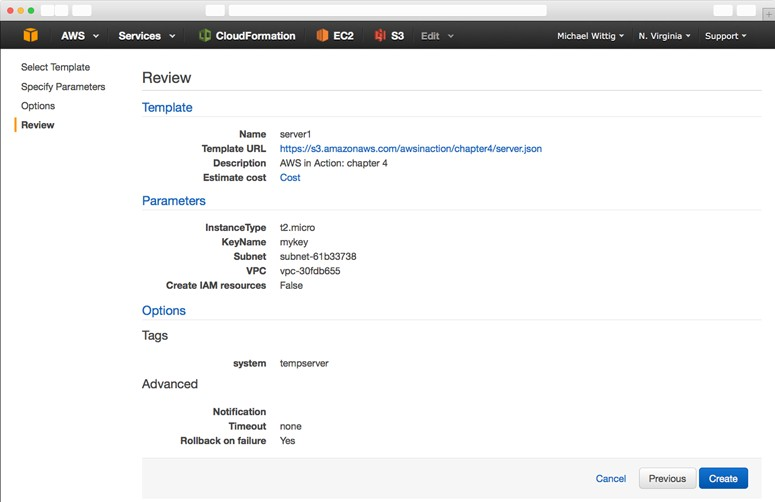 AWS Services CloudFormation EC2 S3 Edit Michael Wittig N. Virginia Support
Select Template
Specify Parameters
Options
Review
Review
Template
Name server1
Template URL https://s3.amazonaws.com/awsinaction/chapter4/server.json
Description AWS in Action: chapter 4
Estimate cost Cost
Parameters
InstanceType t2.micro
KeyName mykey
Subnet subnet-61b33738
VPC vpc-30fdb655
Create IAM resources False
Options
Tags
system tempserver
Advanced
Notification
Timeout none
Rollback on failure Yes
Cancel Previous Create